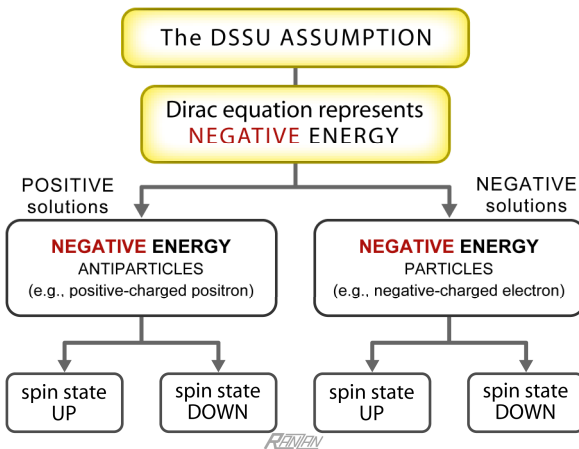 The DSSU ASSUMPTION
Dirac equation represents
NEGATIVE ENERGY
POSITIVE
solutions
NEGATIVE
solutions
NEGATIVE ENERGY
ANTIPARTICLES
(e.g., positive-charged positron)
NEGATIVE ENERGY
PARTICLES
(e.g., negative-charged electron)
spin state
UP
spin state
DOWN
spin state
UP
spin state
DOWN
RANZAN